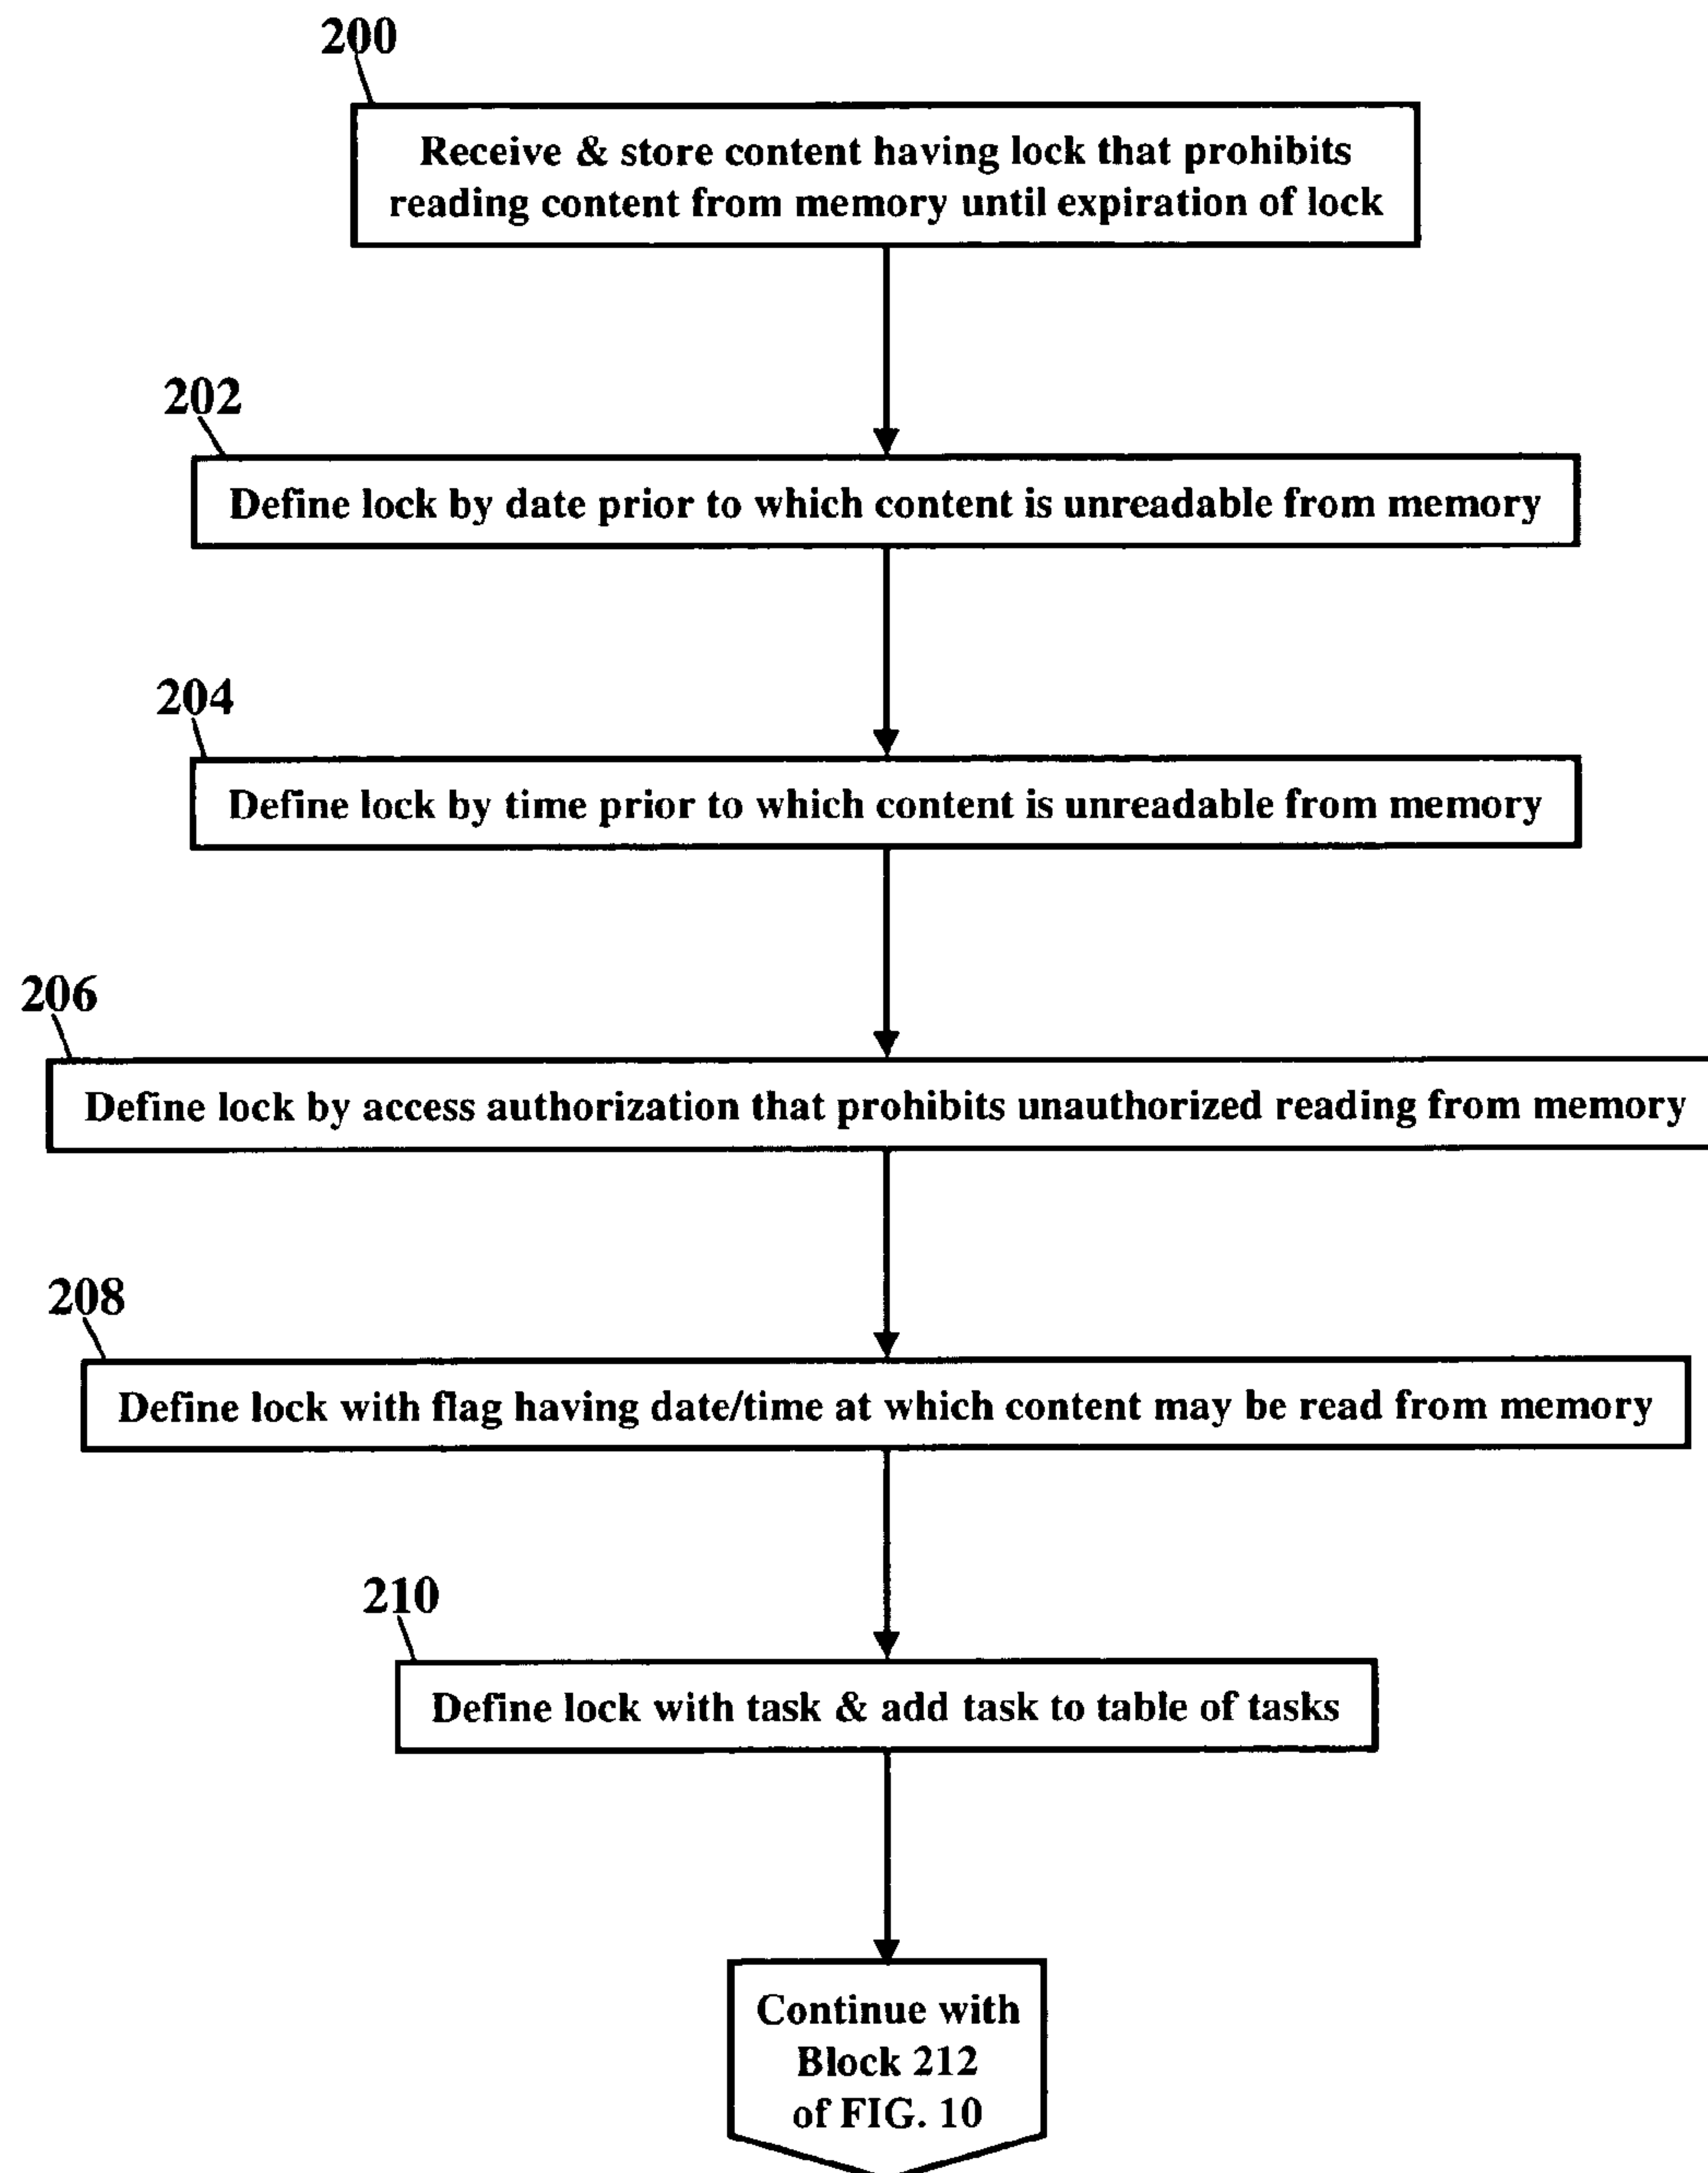 200
Receive & store content having lock that prohibits
reading content from memory until expiration of lock
202
Define lock by date prior to which content is unreadable from memory
204
Define lock by time prior to which content is unreadable from memory
206
Define lock by access authorization that prohibits unauthorized reading from memory
208
Define lock with flag having date/time at which content may be read from memory
210
Define lock with task & add task to table of tasks
Continue with
Block 212
of FIG. 10